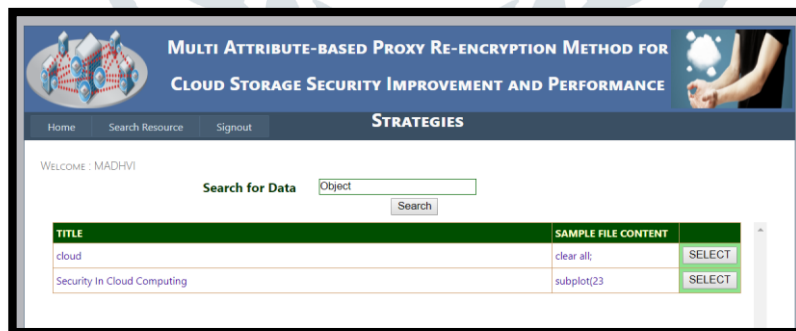 MULTI ATTRIBUTE-BASED PROXY RE-ENCRYPTION METHOD FOR
CLOUD STORAGE SECURITY IMPROVEMENT AND PERFORMANCE
STRATEGIES
Home Search Resource Signout
WELCOME : MADHVI
Search for Data Object
Search
TITLE SAMPLE FILE CONTENT
cloud clear all; SELECT
Security In Cloud Computing subplot(23 SELECT